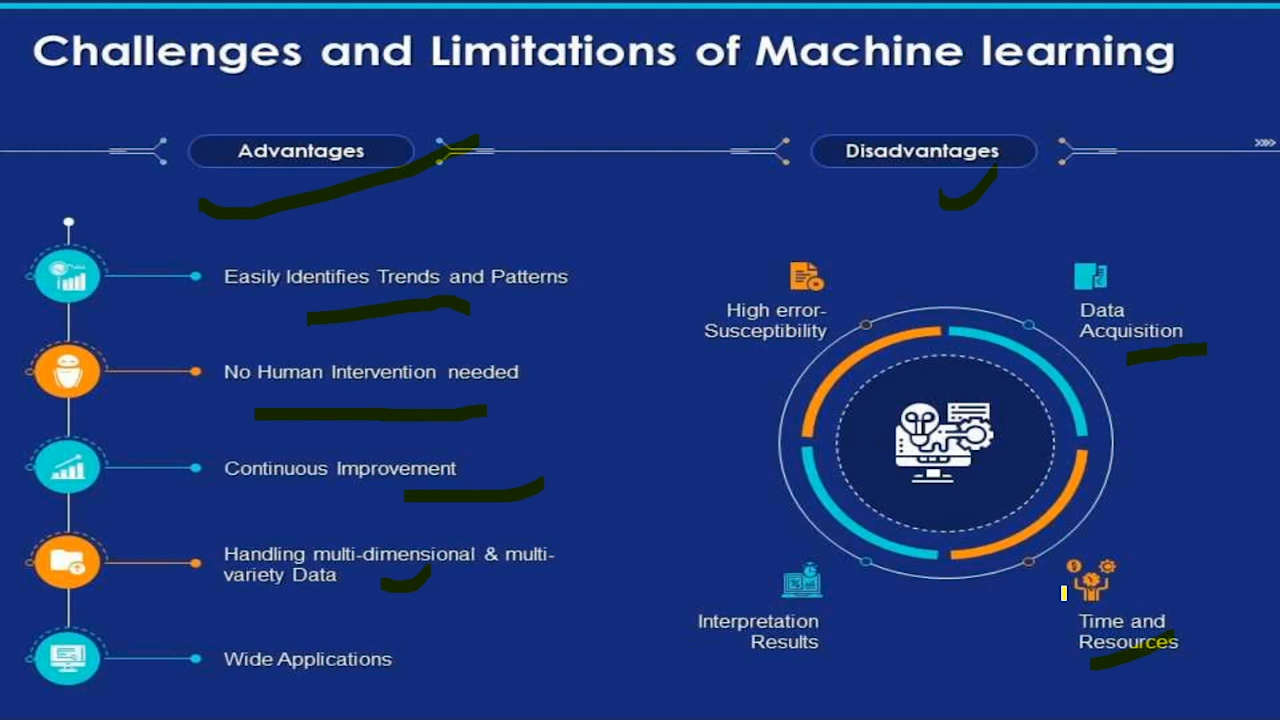 Challenges and Limitations of Machine learning
Advantages
Easily Identifies Trends and Patterns
No Human Intervention needed
Continuous Improvement
Handling multi-dimensional & multi-
variety Data
Wide Applications
Disadvantages
High error-
Susceptibility
Data
Acquisition
Interpretation
Results
Time and
Resources